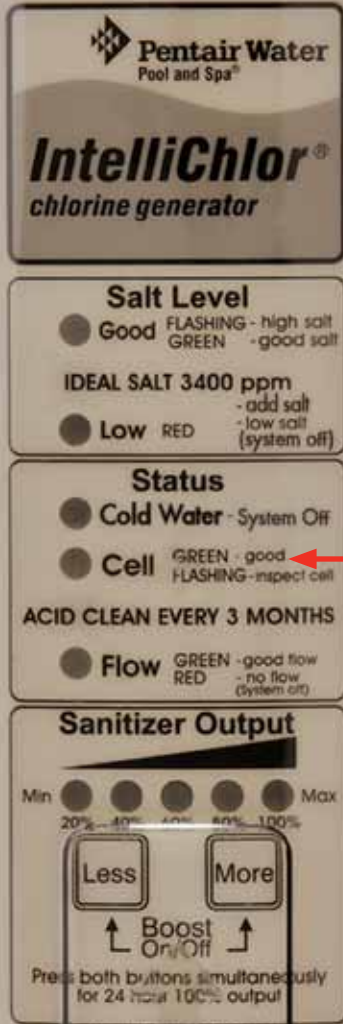 Pentair Water
Pool and Spa®
IntelliChlor®
chlorine generator
Salt Level
Good FLASHING - high salt
GREEN - good salt
IDEAL SALT 3400 ppm
- add salt
Low RED - low salt
(system off)
Status
Cold Water - System Off
Cell GREEN - good
FLASHING - inspect cell
ACID CLEAN EVERY 3 MONTHS
Flow GREEN - good flow
RED - no flow
(System off)
Sanitizer Output
Min Max
20% 40% 60% 80% 100%
Less More
Boost
On/Off
Press both buttons simultaneously
for 24 hour 100% output